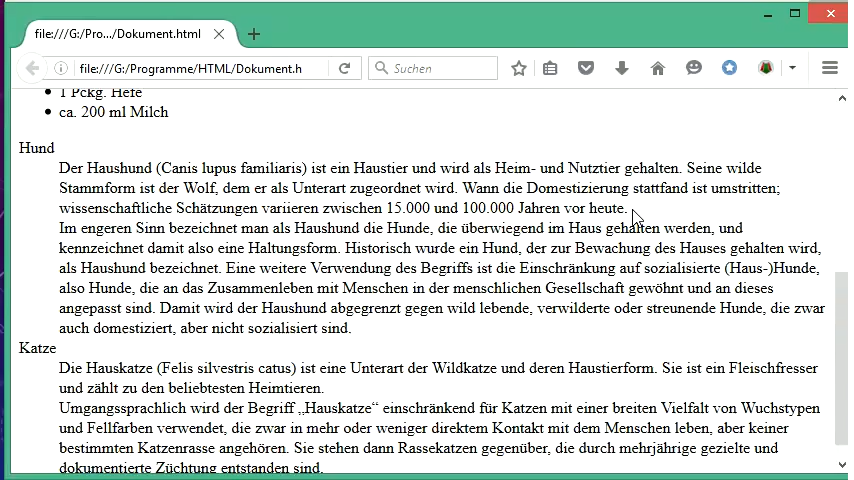 file:///G:/Pro.../Dokument.html
file:///G:/Programme/HTML/Dokument.h
Suchen
1 Pckg. Hefe
ca. 200 ml Milch
Hund
Der Haushund (Canis lupus familiaris) ist ein Haustier und wird als Heim- und Nutztier gehalten. Seine wilde
Stammform ist der Wolf, dem er als Unterart zugeordnet wird. Wann die Domestizierung stattfand ist umstritten;
wissenschaftliche Schätzungen variieren zwischen 15.000 und 100.000 Jahren vor heute.
Im engeren Sinn bezeichnet man als Haushund die Hunde, die überwiegend im Haus gehalten werden, und
kennzeichnet damit also eine Haltungsform. Historisch wurde ein Hund, der zur Bewachung des Hauses gehalten wird,
als Haushund bezeichnet. Eine weitere Verwendung des Begriffs ist die Einschränkung auf sozialisierte (Haus-)Hunde,
also Hunde, die an das Zusammenleben mit Menschen in der menschlichen Gesellschaft gewöhnt und an dieses
angepasst sind. Damit wird der Haushund abgegrenzt gegen wild lebende, verwilderte oder streunende Hunde, die zwar
auch domestiziert, aber nicht sozialisiert sind.
Katze
Die Hauskatze (Felis silvestris catus) ist eine Unterart der Wildkatze und deren Haustierform. Sie ist ein Fleischfresser
und zählt zu den beliebtesten Heimtieren.
Umgangssprachlich wird der Begriff „Hauskatze“ einschränkend für Katzen mit einer breiten Vielfalt von Wuchstypen
und Fellfarben verwendet, die zwar in mehr oder weniger direktem Kontakt mit dem Menschen leben, aber keiner
bestimmten Katzenrasse angehören. Sie stehen dann Rassekatzen gegenüber, die durch mehrjährige gezielte und
dokumentierte Züchtung entstanden sind.